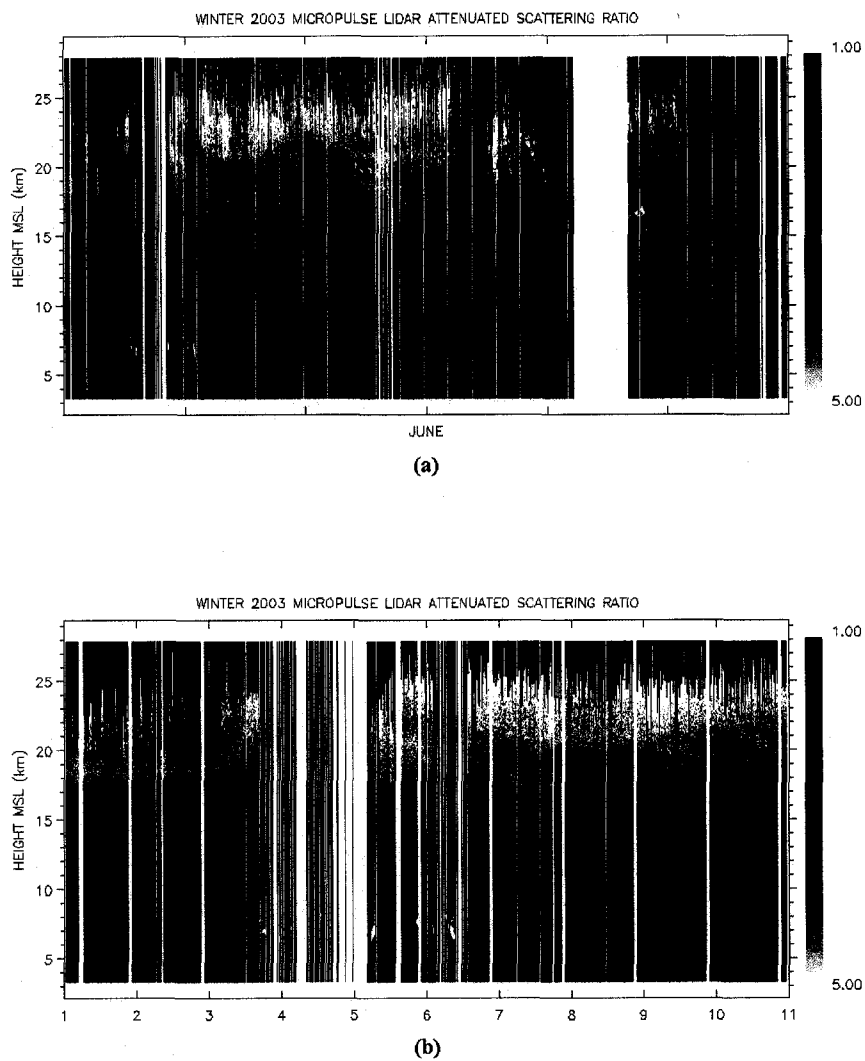 WINTER 2003 MICROPULSE LIDAR ATTENUATED SCATTERING RATIO
1.00
25
20
15
10
5
HEIGHT MSL (km)
5.00
JUNE
(a)
WINTER 2003 MICROPULSE LIDAR ATTENUATED SCATTERING RATIO
1.00
25
20
15
10
5
HEIGHT MSL (km)
5.00
1 2 3 4 5 6 7 8 9 10 11
(b)